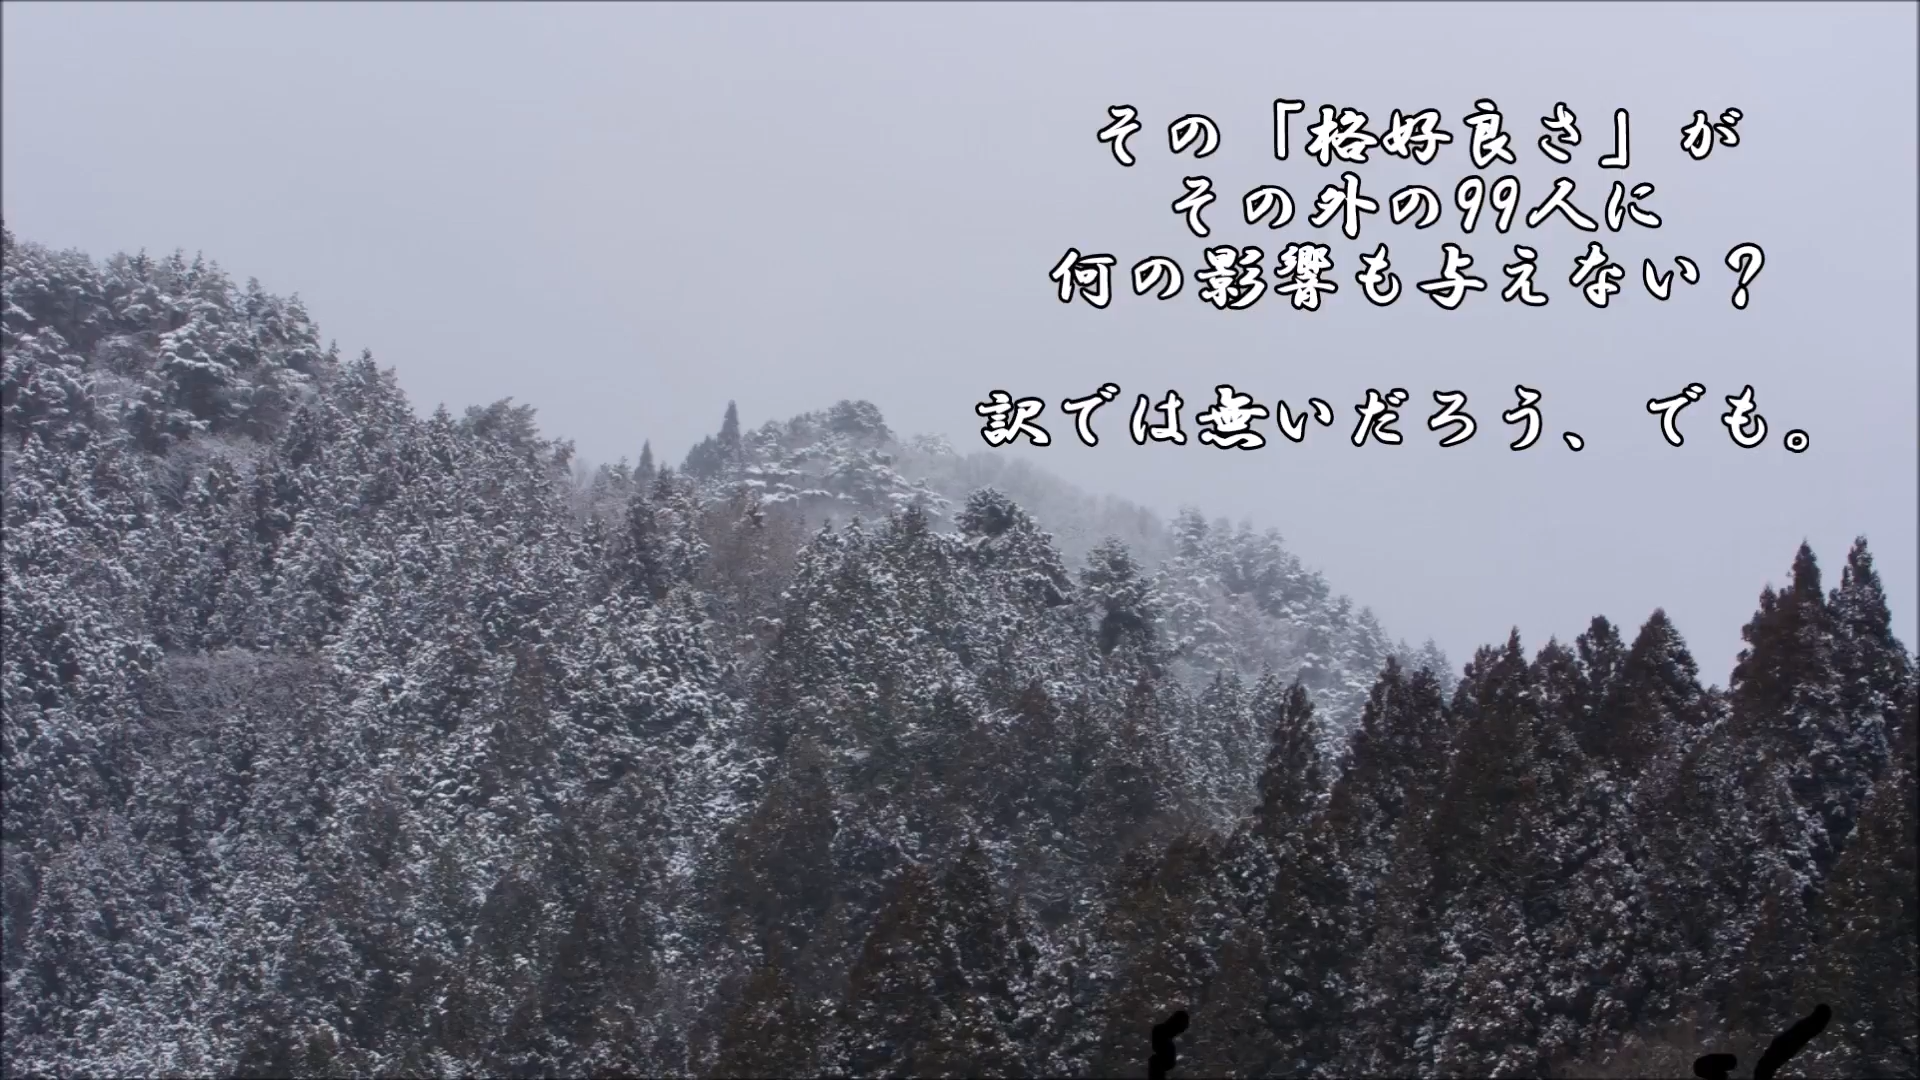 その「格好良さ」が
その外の99人に
何の影響も与えない？
訳では無いだろう、でも。